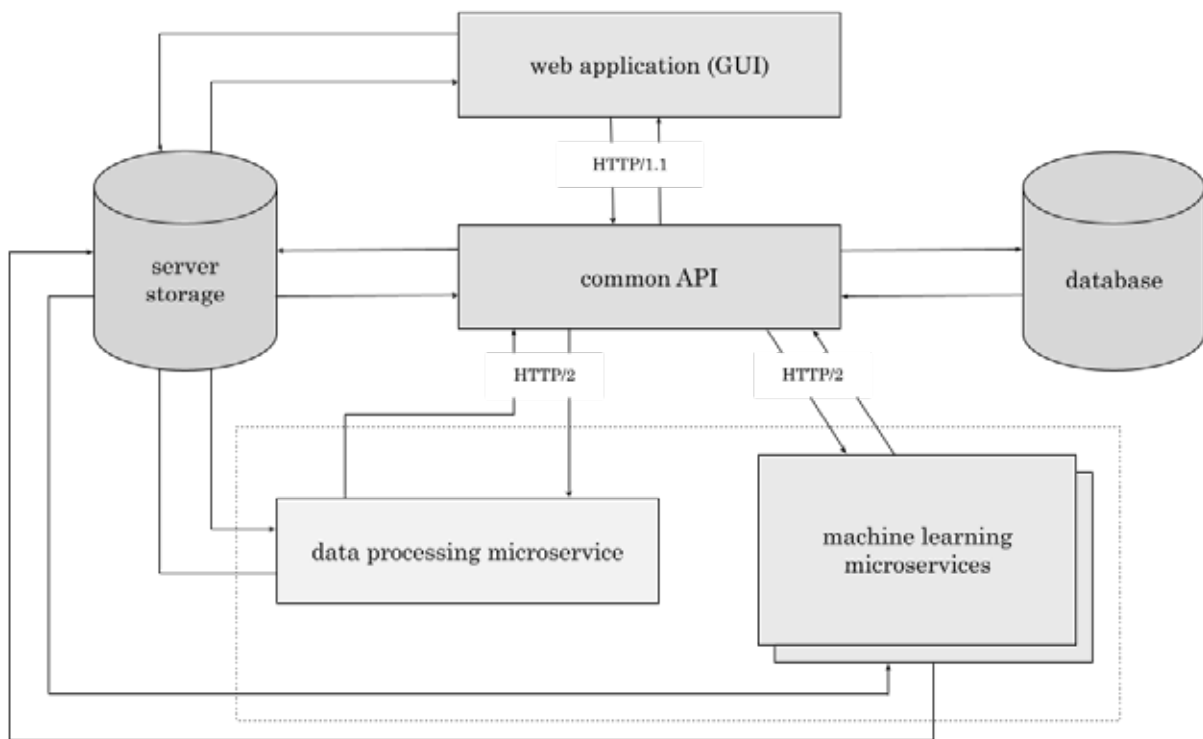 web application (GUI)
HTTP/1.1
server
storage
common API
database
HTTP/2
HTTP/2
data processing microservice
machine learning
microservices